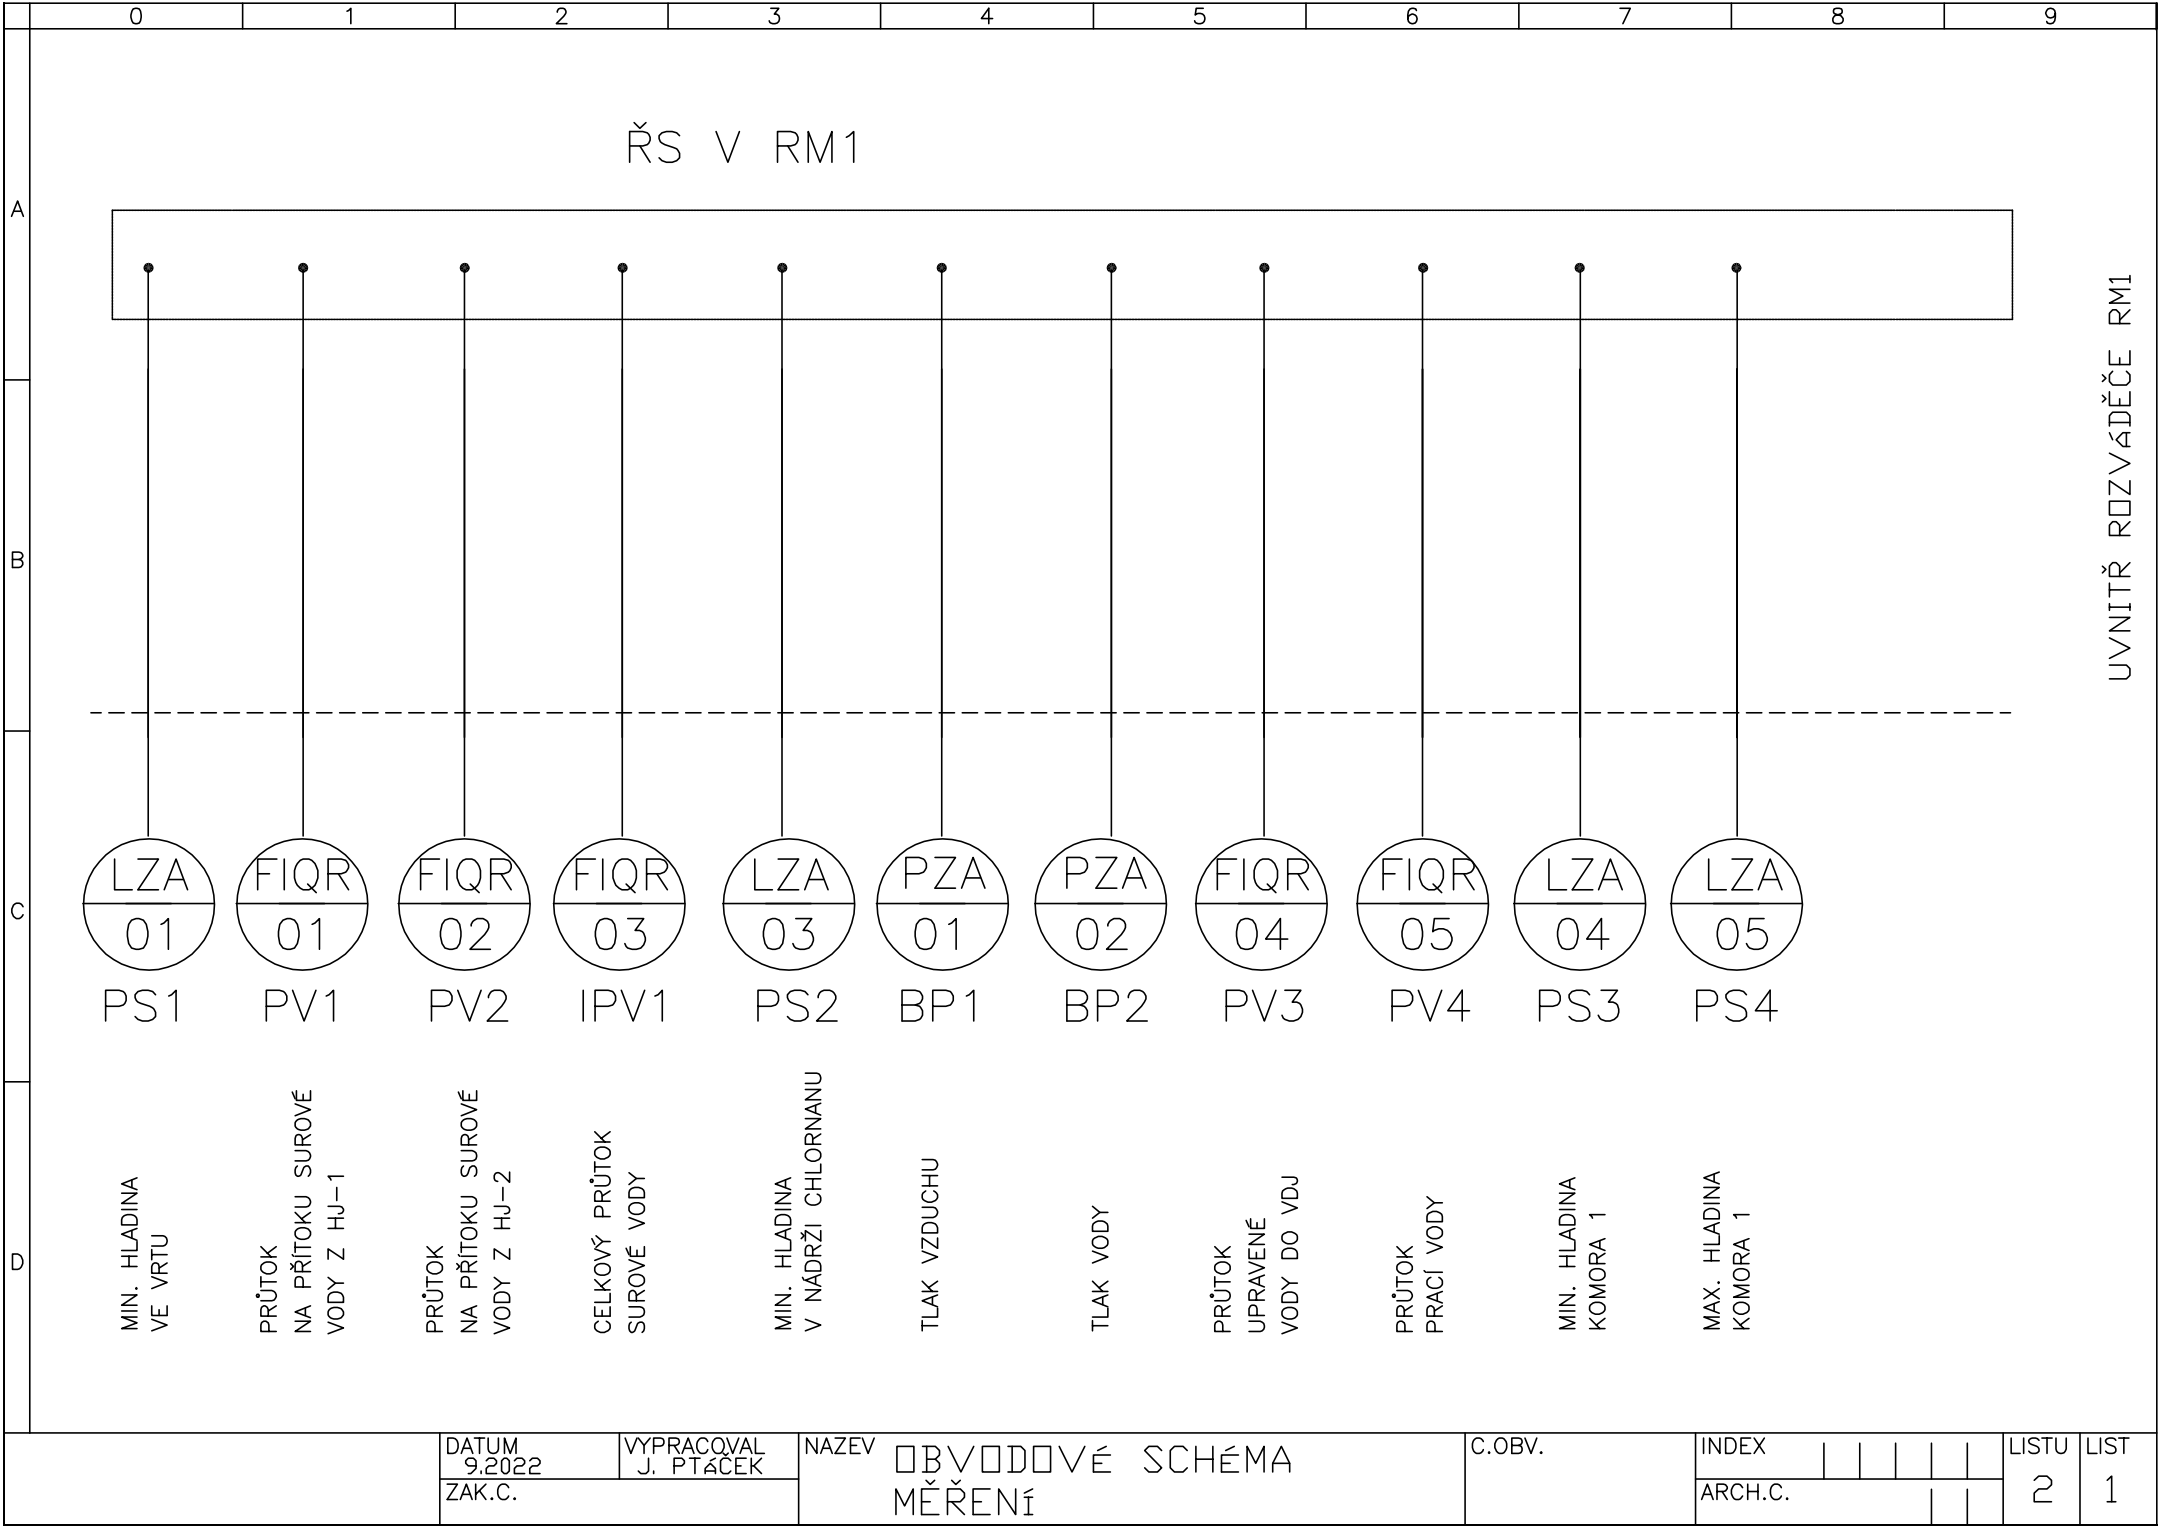 0 1 2 3 4 5 6 7 8 9
A
B
C
D
ŘS V RM1
UVNITŘ ROZVÁDĚČE RM1
LZA
01
PS1
MIN. HLADINA
VE VRTU
FIQR
01
PV1
PRŮTOK
NA PŘÍTOKU SUROVÉ
VODY Z HJ-1
FIQR
02
PV2
PRŮTOK
NA PŘÍTOKU SUROVÉ
VODY Z HJ-2
FIQR
03
IPV1
CELKOVÝ PRŮTOK
SUROVÉ VODY
LZA
03
PS2
MIN. HLADINA
V NÁDRŽI CHLORNANU
PZA
01
BP1
TLAK VZDUCHU
PZA
02
BP2
TLAK VODY
FIQR
04
PV3
PRŮTOK
UPRAVENÉ
VODY DO VDJ
FIQR
05
PV4
PRŮTOK
PRACÍ VODY
LZA
04
PS3
MIN. HLADINA
KOMORA 1
LZA
05
PS4
MAX. HLADINA
KOMORA 1
DATUM
9.2022
VYPRACOVAL
J. PTÁČEK
ZAK.C.
NAZEV
OBVODOVÉ SCHÉMA
MĚŘENÍ
C.OBV.
INDEX
ARCH.C.
LISTU
2
LIST
1